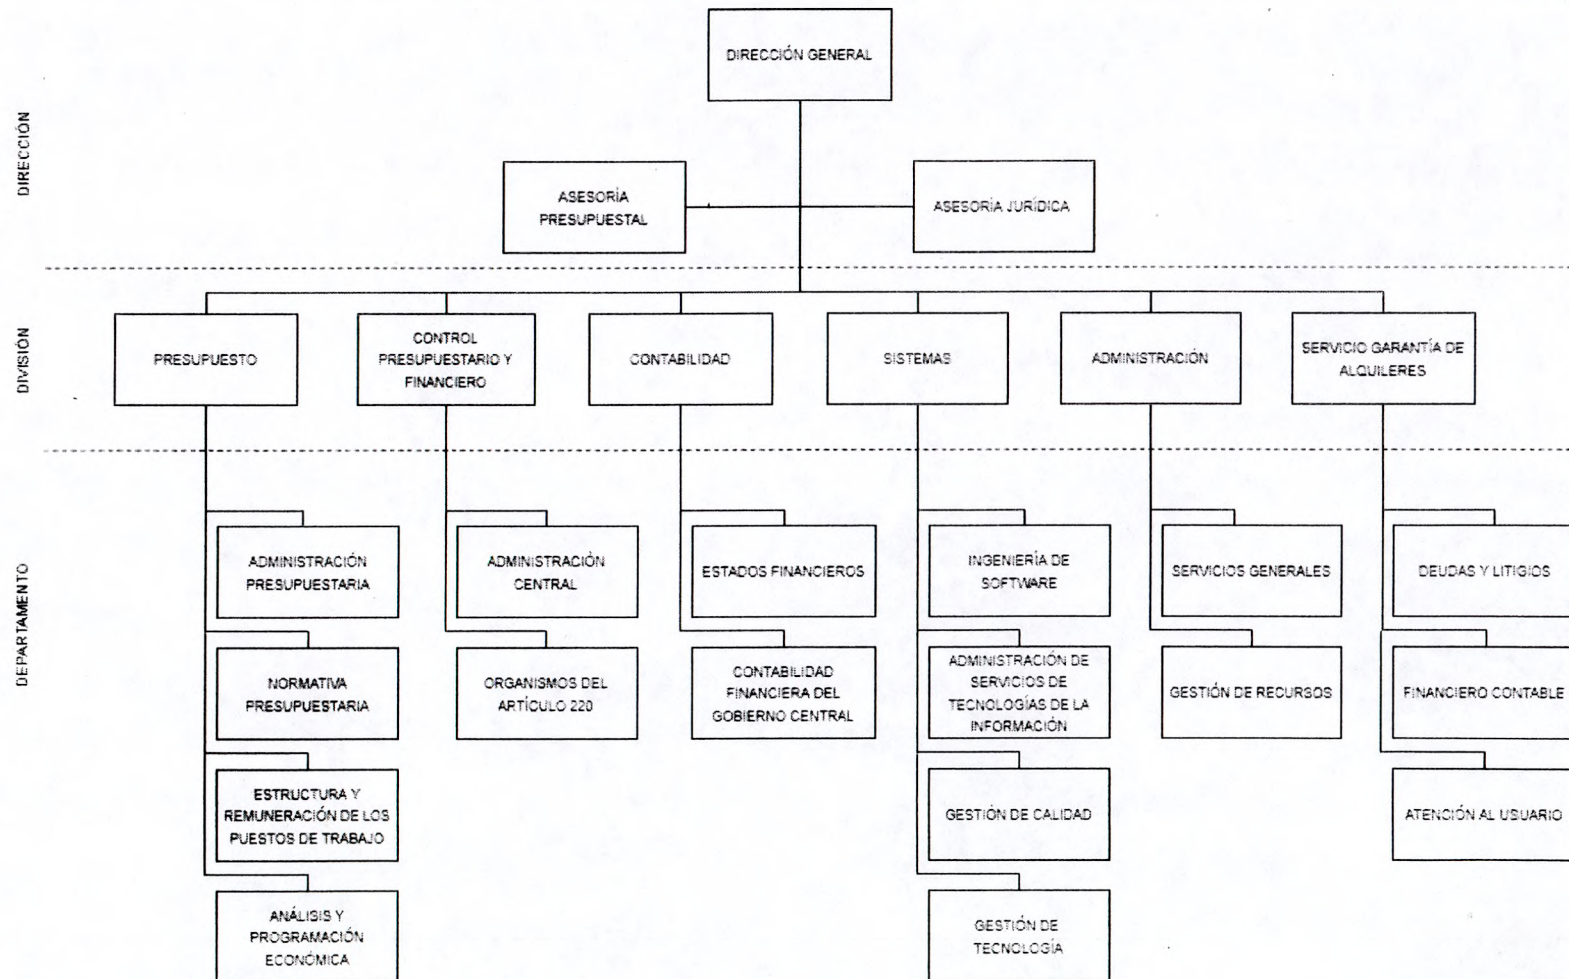 DIRECCIÓN GENERAL
DIRECCIÓN
ASESORÍA
PRESUPUESTAL
ASESORÍA JURÍDICA
DIVISIÓN
PRESUPUESTO
CONTROL
PRESUPUESTARIO Y
FINANCIERO
CONTABILIDAD
SISTEMAS
ADMINISTRACIÓN
SERVICIO GARANTÍA DE
ALQUILERES
DEPARTAMENTO
ADMINISTRACIÓN
PRESUPUESTARIA
ADMINISTRACIÓN
CENTRAL
ESTADOS FINANCIEROS
INGENIERÍA DE
SOFTWARE
SERVICIOS GENERALES
DEUDAS Y LITIGIOS
NORMATIVA
PRESUPUESTARIA
ORGANISMOS DEL
ARTÍCULO 220
CONTABILIDAD
FINANCIERA DEL
GOBIERNO CENTRAL
ADMINISTRACIÓN DE
SERVICIOS DE
TECNOLOGÍAS DE LA
INFORMACIÓN
GESTIÓN DE RECURSOS
FINANCIERO CONTABLE
ESTRUCTURA Y
REMUNERACIÓN DE LOS
PUESTOS DE TRABAJO
GESTIÓN DE CALIDAD
ATENCIÓN AL USUARIO
ANÁLISIS Y
PROGRAMACIÓN
ECONÓMICA
GESTIÓN DE
TECNOLOGÍA